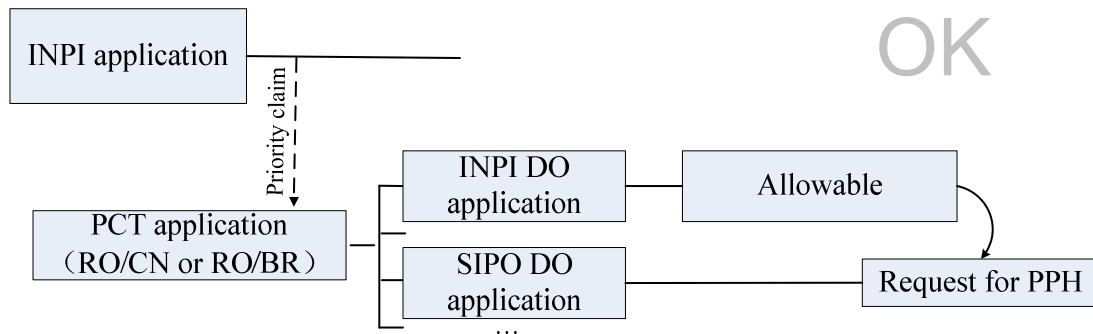 INPI application
OK
Priority claim
INPI DO
application
Allowable
PCT application
（RO/CN or RO/BR）
SIPO DO
application
Request for PPH
…